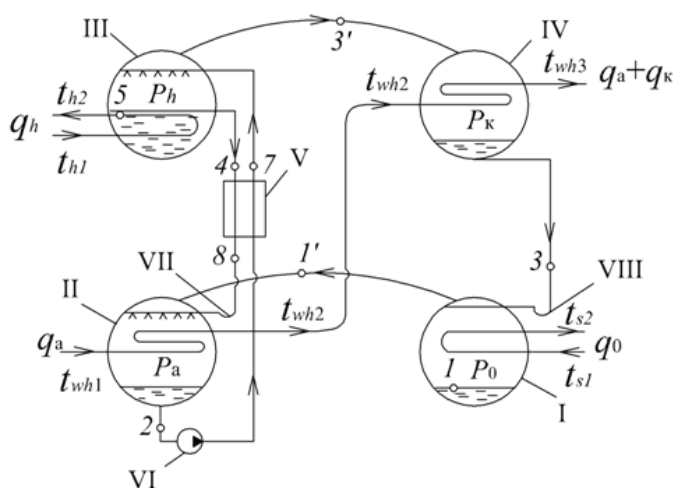 III
3'
IV
t_wh3
q_a+q_к
t_wh2
t_h2
5
P_h
P_к
q_h
t_h1
4
7
V
8
1'
3
VII
VIII
II
t_wh2
t_s2
q_a
P_a
1
P_0
q_0
t_wh1
t_s1
2
I
VI